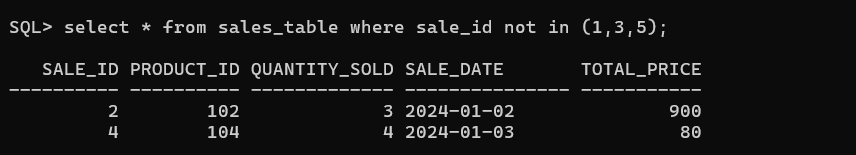 SQL> select * from sales_table where sale_id not in (1,3,5);
   SALE_ID PRODUCT_ID QUANTITY_SOLD SALE_DATE       TOTAL_PRICE
---------- ---------- ------------- --------------- -----------
         2        102             3 2024-01-02              900
         4        104             4 2024-01-03               80